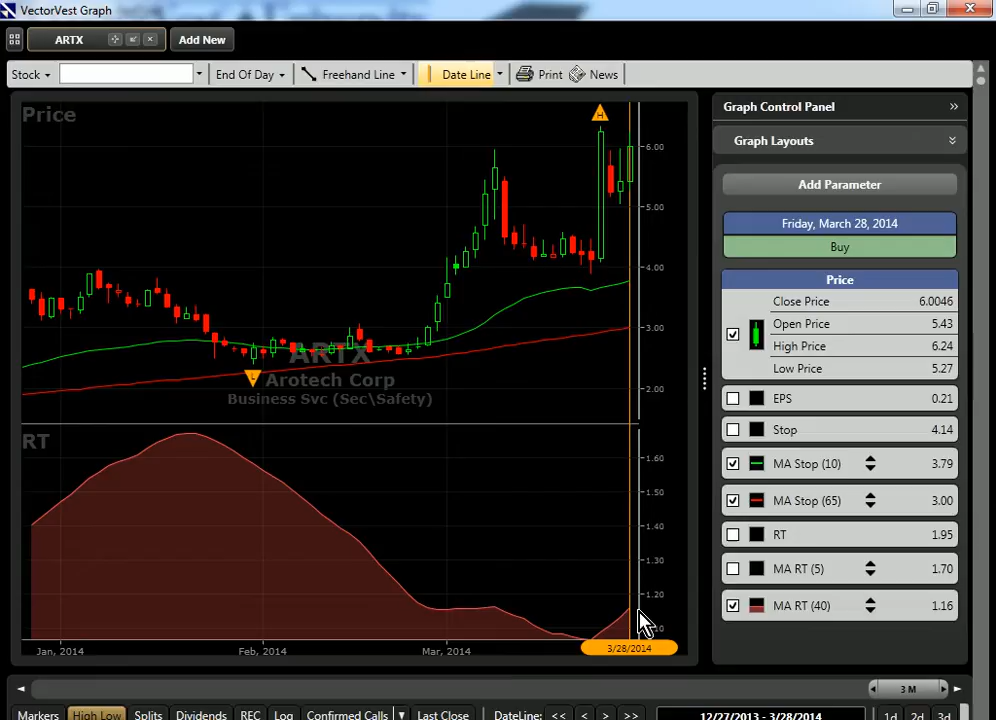 VectorVest Graph
ARTX
Add New
Stock
End Of Day
Freehand Line
Date Line
Print
News
Price
H
6.00
5.00
4.00
3.00
2.00
ARTX
Arotech Corp
Business Svc (Sec\Safety)
RT
1.60
1.50
1.40
1.30
1.20
Jan, 2014
Feb, 2014
Mar, 2014
3/28/2014
Graph Control Panel
Graph Layouts
Add Parameter
Friday, March 28, 2014
Buy
Price
Close Price 6.0046
Open Price 5.43
High Price 6.24
Low Price 5.27
EPS 0.21
Stop 4.14
MA Stop (10) 3.79
MA Stop (65) 3.00
RT 1.95
MA RT (5) 1.70
MA RT (40) 1.16
3 M
Markers
High Low
Splits
Dividends
REC
Log
Confirmed Calls
Last Close
DateLine:
<<
<
>
>>
12/27/2013 - 3/28/2014
1d
2d
3d